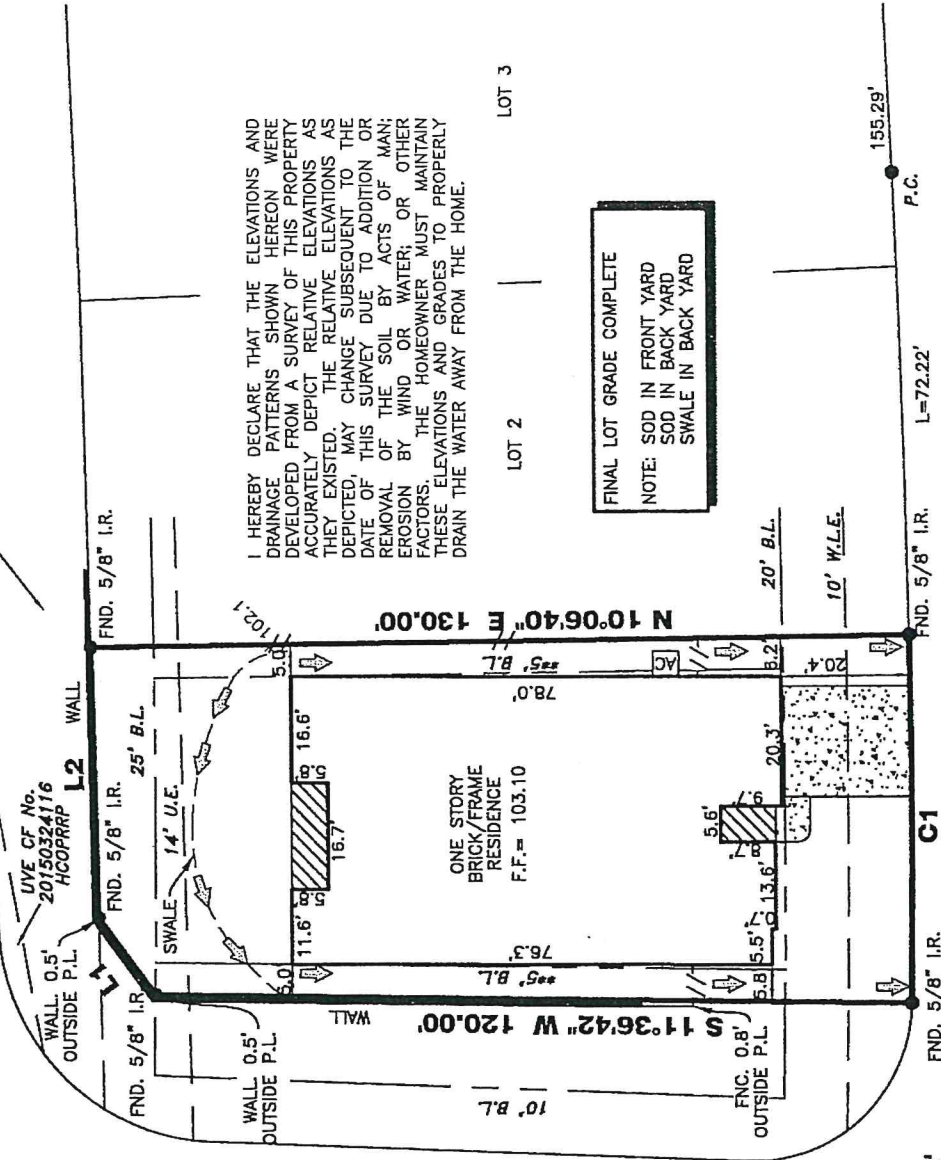 UVE CF No.
20150324116
HCOPRRP
WALL 0.5'
OUTSIDE P.L.
L1
L2
WALL
FND. 5/8" I.R.
FND. 5/8" I.R.
FND. 5/8" I.R.
25' B.L.
14' U.E.
SWALE
102.1
I HEREBY DECLARE THAT THE ELEVATIONS AND
DRAINAGE PATTERNS SHOWN HEREON WERE
DEVELOPED FROM A SURVEY OF THIS PROPERTY
ACCURATELY DEPICT RELATIVE ELEVATIONS AS
THEY EXISTED. THE RELATIVE ELEVATIONS AS
DEPICTED, MAY CHANGE SUBSEQUENT TO THE
DATE OF THIS SURVEY DUE TO ADDITION OR
REMOVAL OF THE SOIL BY ACTS OF MAN;
EROSION BY WIND OR WATER; OR OTHER
FACTORS. THE HOMEOWNER MUST MAINTAIN
THESE ELEVATIONS AND GRADES TO PROPERLY
DRAIN THE WATER AWAY FROM THE HOME.
LOT 2
LOT 3
WALL 0.5'
OUTSIDE P.L.
WALL
S 11°36'42" W 120.00'
N 10°06'40" E 130.00'
5.0
11.6'
5.8'
16.7'
5.8'
16.6'
5.0
**5' B.L.
76.3'
ONE STORY
BRICK/FRAME
RESIDENCE
F.F.= 103.10
78.0'
**5' B.L.
AC
10' B.L.
FNC. 0.8'
OUTSIDE P.L.
5.8'
5.5'
13.6'
5.6'
9.7'
20.3'
20.4'
20' B.L.
10' W.L.E.
FINAL LOT GRADE COMPLETE
NOTE: SOD IN FRONT YARD
SOD IN BACK YARD
SWALE IN BACK YARD
FND. 5/8" I.R.
FND. 5/8" I.R.
C1
L=72.22'
155.29'
P.C.